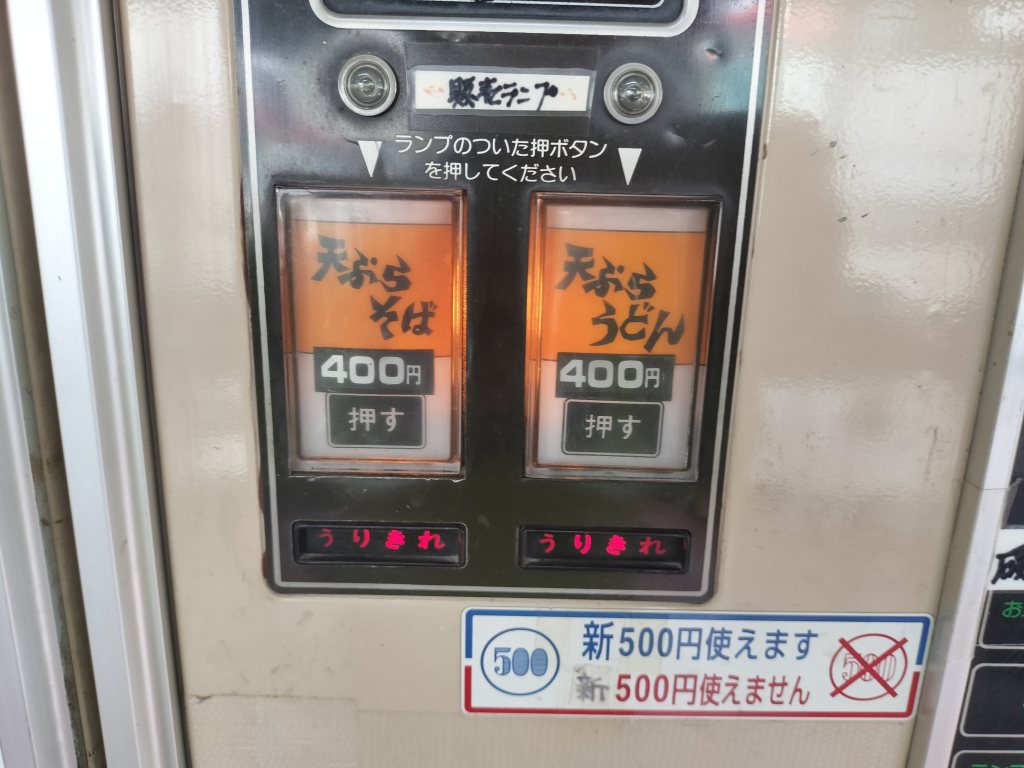 販売ランプ
ランプのついた押ボタン
を押してください
天ぷら
そば
400円
押す
天ぷら
うどん
400円
押す
うりきれ
うりきれ
500
新500円使えます
新500円使えません
500
お